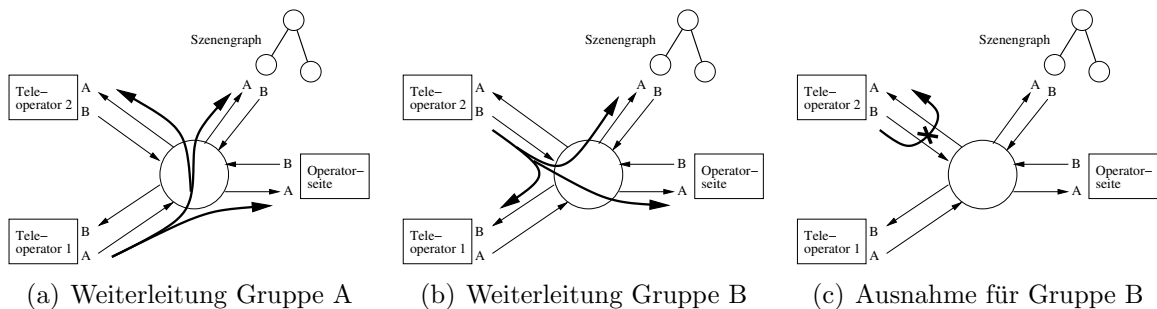 Szenengraph
A
B
Tele−
operator 2
A
B
B
A
Operator−
seite
Tele−
operator 1
B
A
(a) Weiterleitung Gruppe A
Szenengraph
A
B
Tele−
operator 2
A
B
B
A
Operator−
seite
Tele−
operator 1
B
A
(b) Weiterleitung Gruppe B
Szenengraph
A
B
Tele−
operator 2
A
B
B
A
Operator−
seite
Tele−
operator 1
B
A
(c) Ausnahme für Gruppe B